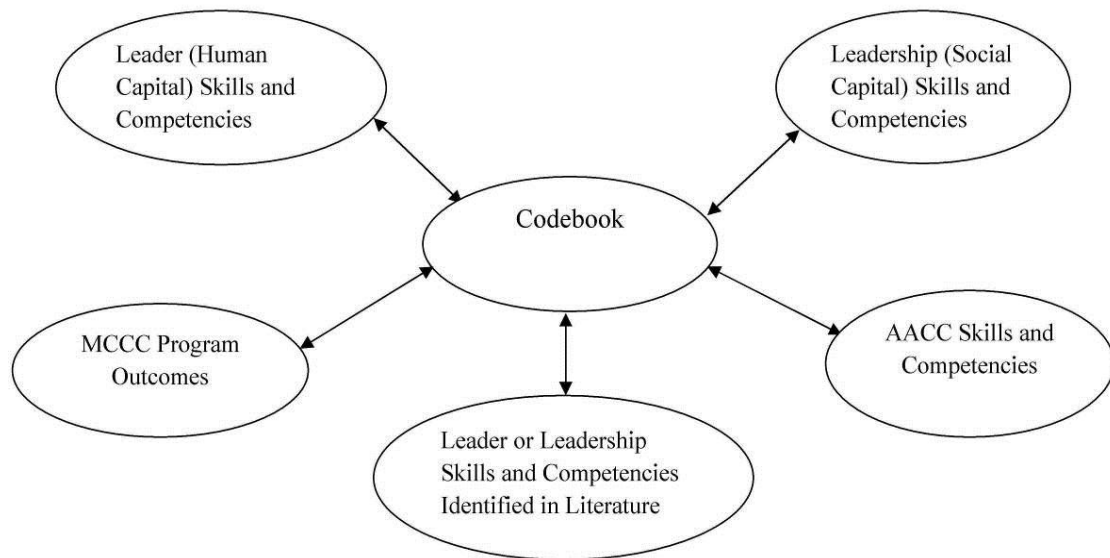 Leader (Human
Capital) Skills and
Competencies
Leadership (Social
Capital) Skills and
Competencies
Codebook
MCCC Program
Outcomes
AACC Skills and
Competencies
Leader or Leadership
Skills and Competencies
Identified in Literature